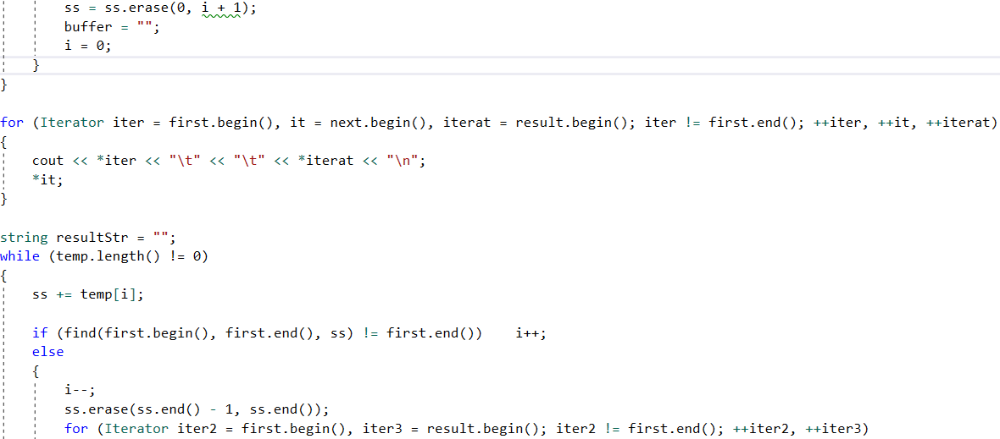 ss = ss.erase(0, i + 1);
buffer = "";
i = 0;
}
}
for (Iterator iter = first.begin(), it = next.begin(), iterat = result.begin(); iter != first.end(); ++iter, ++it, ++iterat)
{
cout << *iter << "\t" << "\t" << *iterat << "\n";
*it;
}
string resultStr = "";
while (temp.length() != 0)
{
ss += temp[i];
if (find(first.begin(), first.end(), ss) != first.end())    i++;
else
{
i--;
ss.erase(ss.end() - 1, ss.end());
for (Iterator iter2 = first.begin(), iter3 = result.begin(); iter2 != first.end(); ++iter2, ++iter3)